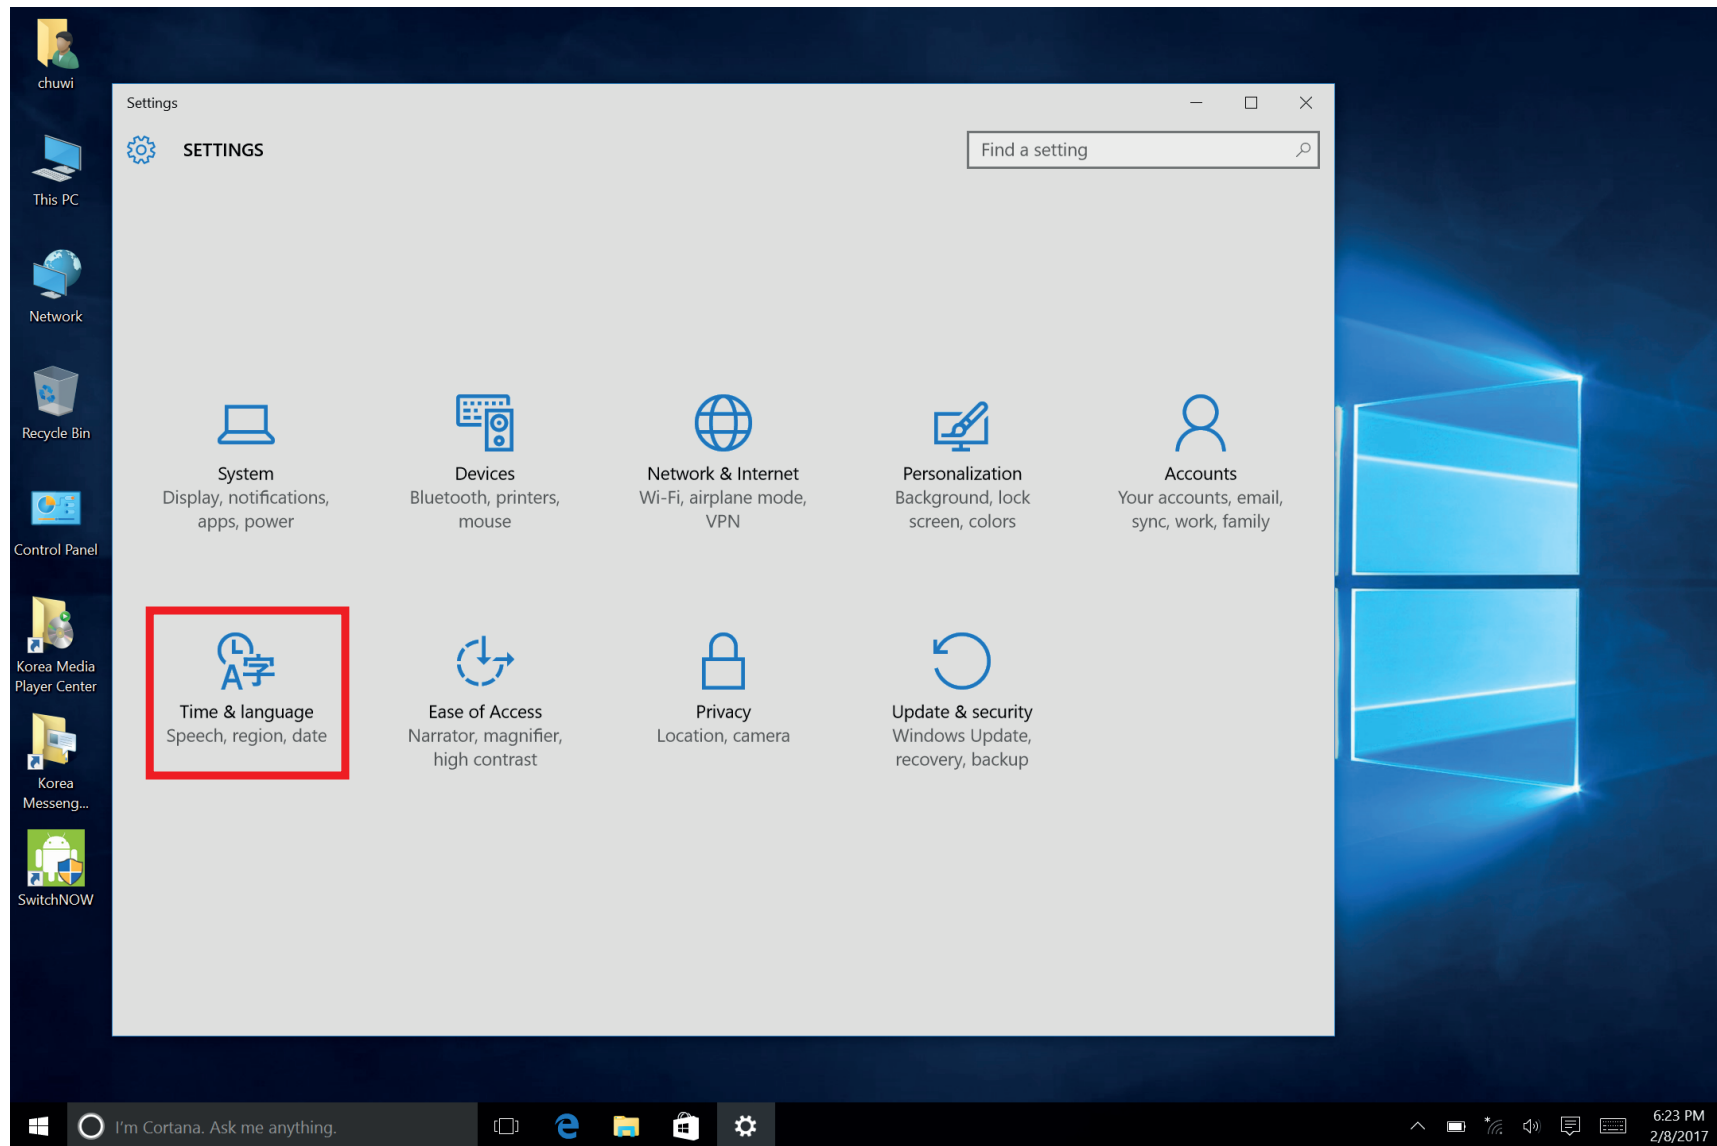 chuwi
This PC
Network
Recycle Bin
Control Panel
Korea Media
Player Center
Korea
Messeng...
SwitchNOW
Settings
SETTINGS
Find a setting
System
Display, notifications,
apps, power
Devices
Bluetooth, printers,
mouse
Network & Internet
Wi-Fi, airplane mode,
VPN
Personalization
Background, lock
screen, colors
Accounts
Your accounts, email,
sync, work, family
A字
Time & language
Speech, region, date
Ease of Access
Narrator, magnifier,
high contrast
Privacy
Location, camera
Update & security
Windows Update,
recovery, backup
I'm Cortana. Ask me anything.
6:23 PM
2/8/2017